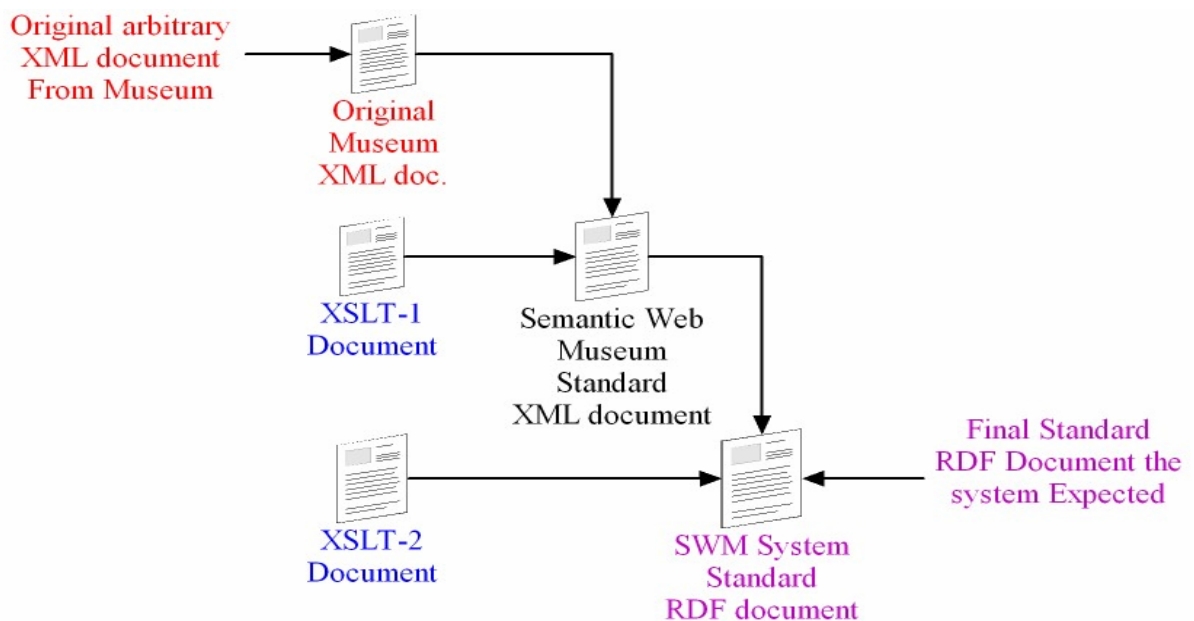 Original arbitrary
XML document
From Museum
Original
Museum
XML doc.
XSLT-1
Document
Semantic Web
Museum
Standard
XML document
Final Standard
RDF Document the
system Expected
XSLT-2
Document
SWM System
Standard
RDF document